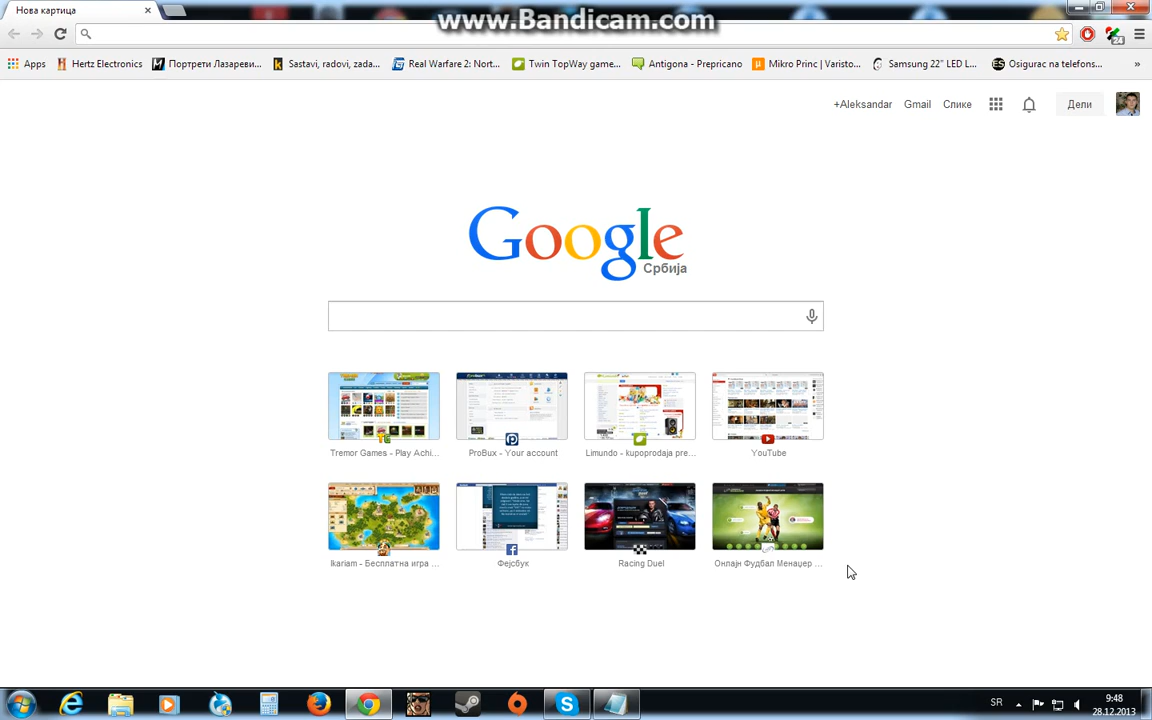 Нова картица
www.Bandicam.com
Apps
Hertz Electronics
Портрети Лазареви...
Sastavi, radovi, zada...
Real Warfare 2: Nort...
Twin TopWay game...
Antigona - Prepricano
Mikro Princ | Varisto...
Samsung 22" LED L...
Osigurac na telefons...
»
24
+Aleksandar
Gmail
Слике
Дели
Google
Србија
Tremor Games - Play Achi...
ProBux - Your account
Limundo - kupoprodaja pre...
YouTube
Ikariam - Бесплатна игра ...
Фејсбук
Racing Duel
Онлајн Фудбал Менаџер ...
SR
9:48
28.12.2013